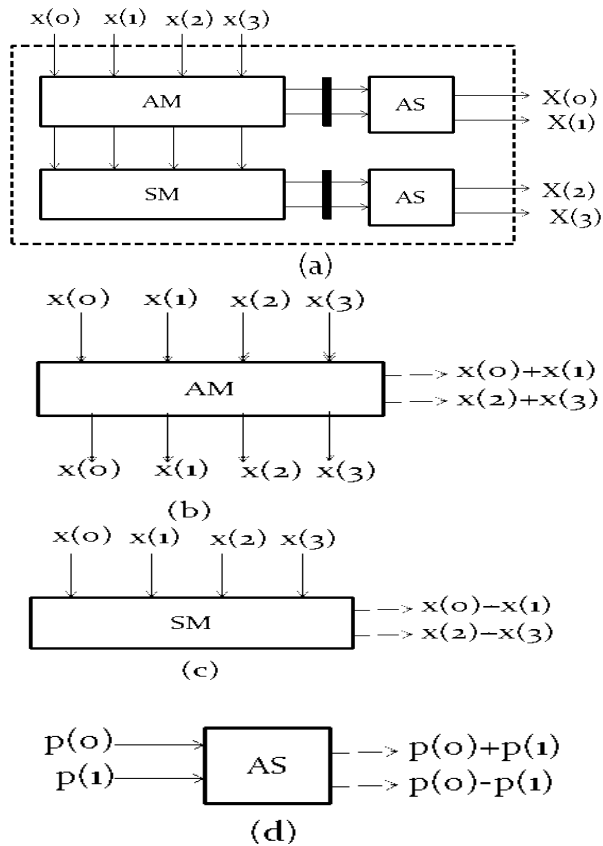 x(0) x(1) x(2) x(3)
AM
AS
X(0)
X(1)
SM
AS
X(2)
X(3)
(a)
x(0) x(1) x(2) x(3)
AM
x(0)+x(1)
x(2)+x(3)
x(0) x(1) x(2) x(3)
(b)
x(0) x(1) x(2) x(3)
SM
x(0)-x(1)
x(2)-x(3)
(c)
p(0)
p(1)
AS
p(0)+p(1)
p(0)-p(1)
(d)